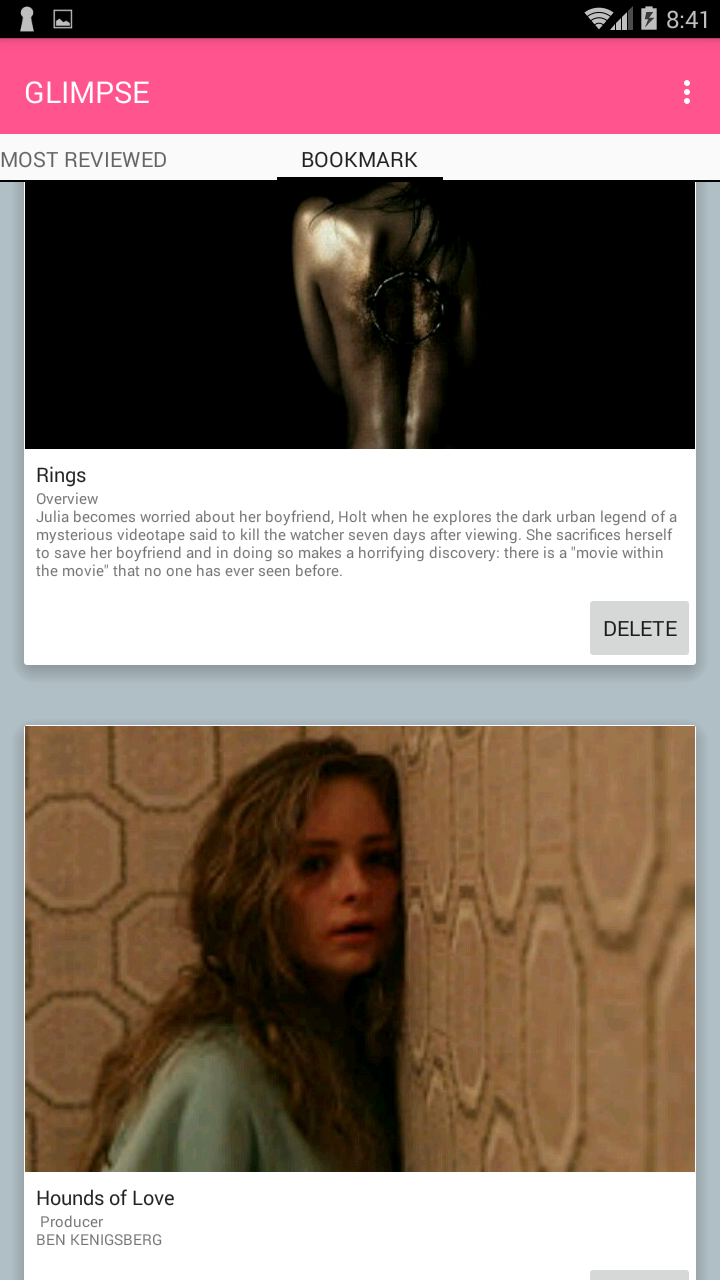 8:41
GLIMPSE
MOST REVIEWED
BOOKMARK
Rings
Overview
Julia becomes worried about her boyfriend, Holt when he explores the dark urban legend of a
mysterious videotape said to kill the watcher seven days after viewing. She sacrifices herself
to save her boyfriend and in doing so makes a horrifying discovery: there is a "movie within
the movie" that no one has ever seen before.
DELETE
Hounds of Love
Producer
BEN KENIGSBERG